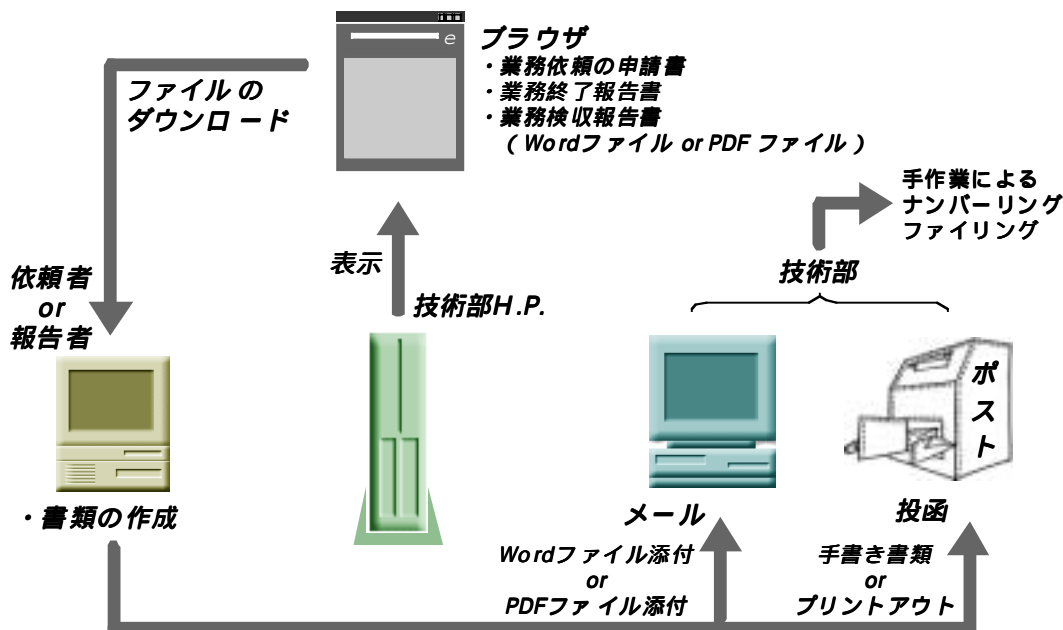 ブラウザ
・業務依頼の申請書
・業務終了報告書
・業務検収報告書
( Wordファイル or PDF ファイル )
ファイルの
ダウンロード
手作業による
ナンバーリング
ファイリング
表示
技術部
依頼者
or
報告者
技術部H.P.
ポスト
・書類の作成
メール
投函
Wordファイル添付
or
PDFファイル添付
手書き書類
or
プリントアウト
e